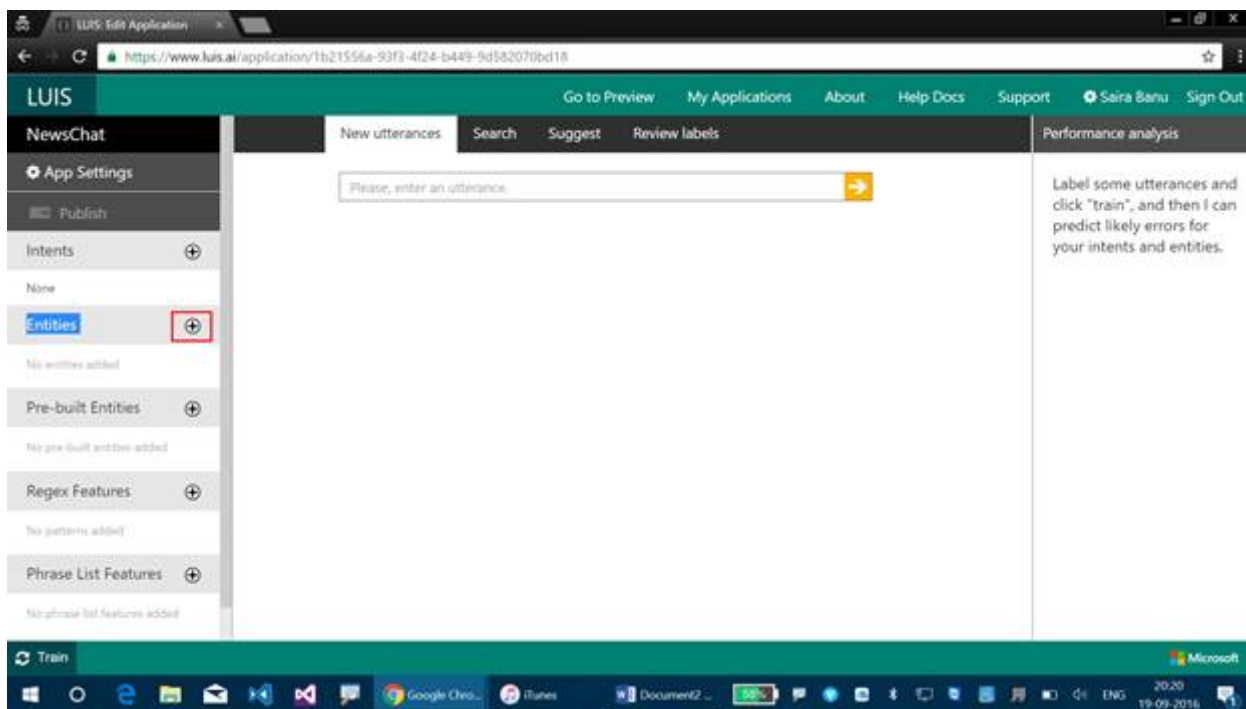 LUIS: Edit Application
https://www.luis.ai/application/1b21556a-93f3-4f24-b449-9d582070bd18
LUIS
Go to Preview
My Applications
About
Help Docs
Support
Saira Banu
Sign Out
NewsChat
New utterances
Search
Suggest
Review labels
Performance analysis
App Settings
Publish
Please, enter an utterance.
Label some utterances and
click "train", and then I can
predict likely errors for
your intents and entities.
Intents
None
Entities
No entities added
Pre-built Entities
No pre-built entities added
Regex Features
No patterns added
Phrase List Features
No phrase list features added
Train
Microsoft
Google Chro...
iTunes
Document2 ...
ENG
20:20
19-09-2016